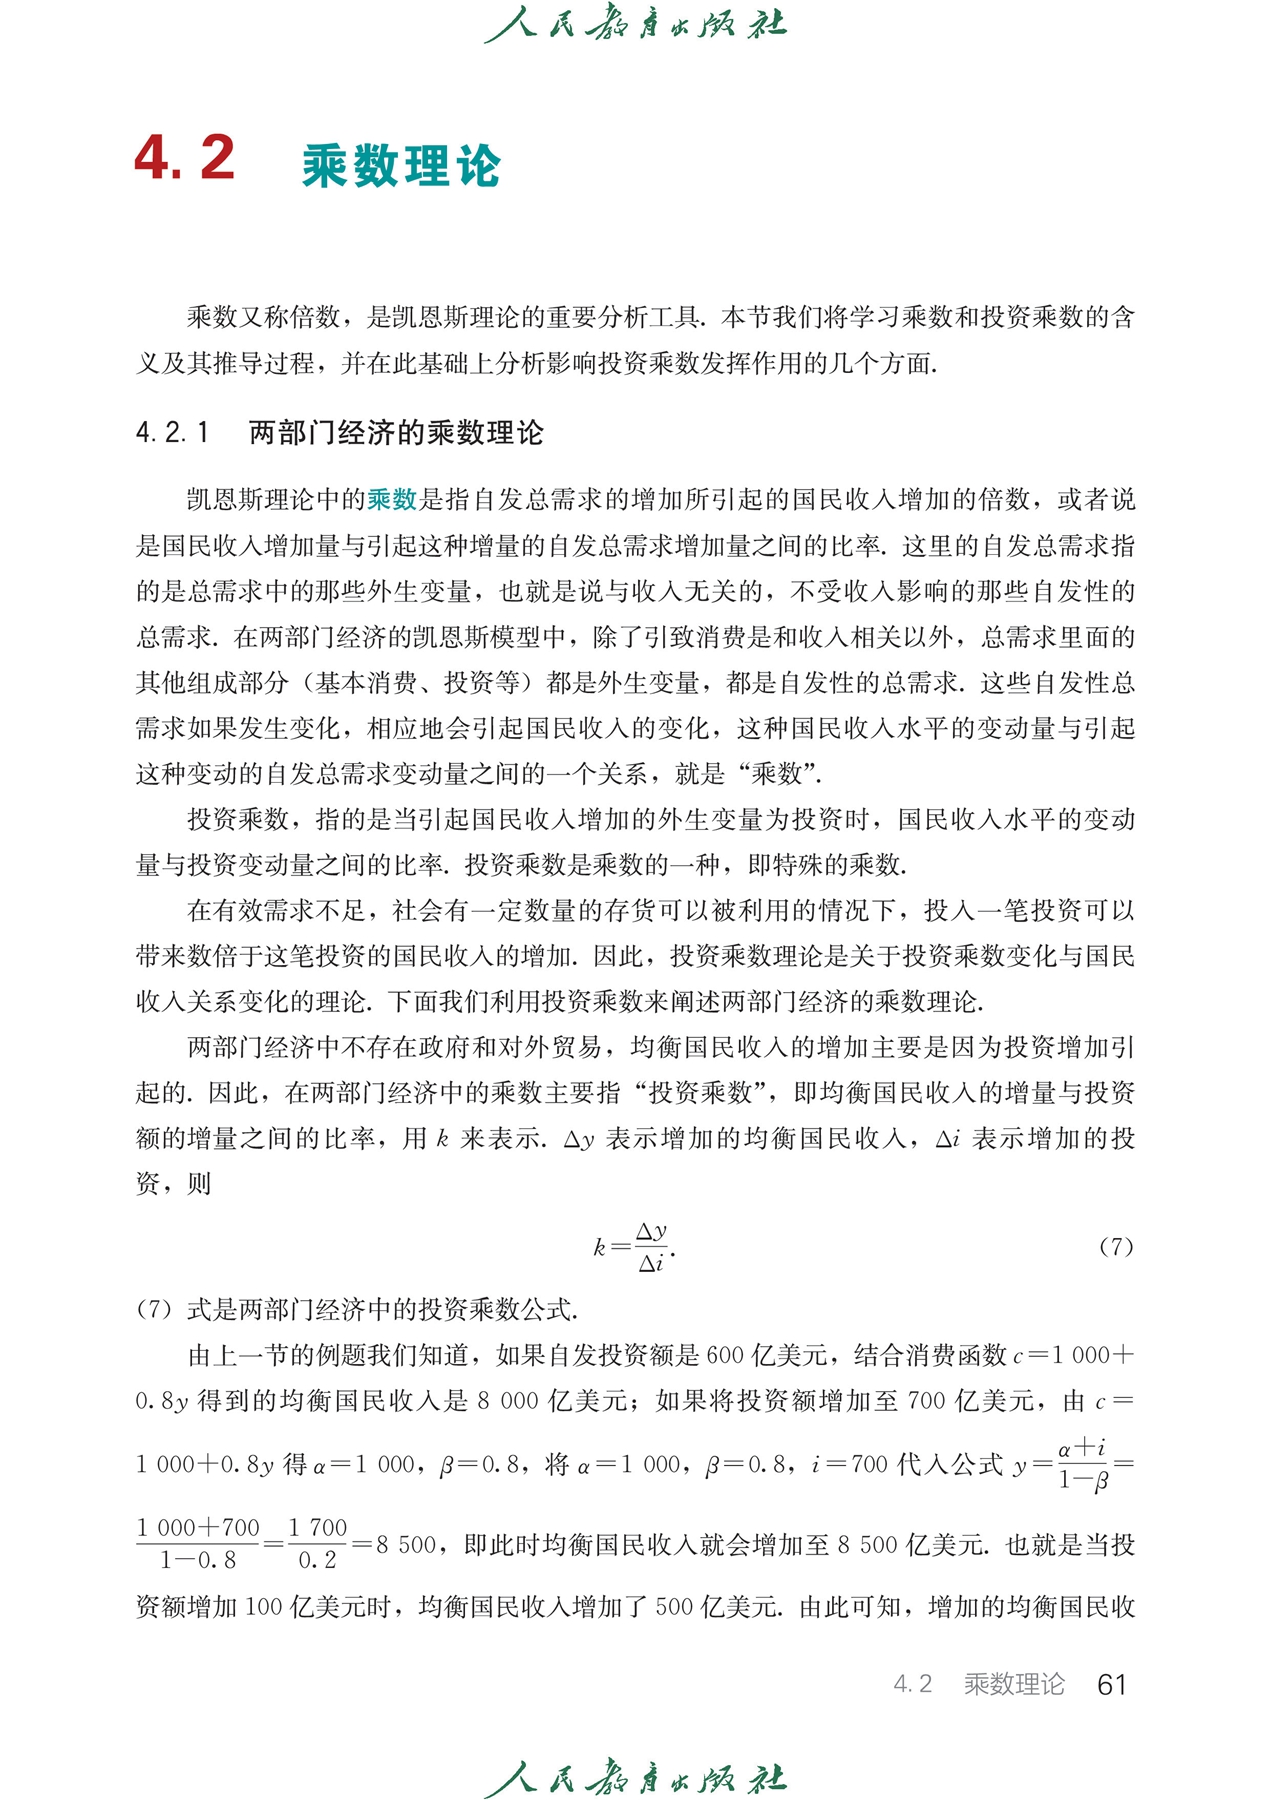 人民教育出版社
4.2 乘数理论
乘数又称倍数，是凯恩斯理论的重要分析工具. 本节我们将学习乘数和投资乘数的含
义及其推导过程，并在此基础上分析影响投资乘数发挥作用的几个方面.
4.2.1 两部门经济的乘数理论
凯恩斯理论中的乘数是指自发总需求的增加所引起的国民收入增加的倍数，或者说
是国民收入增加量与引起这种增量的自发总需求增加量之间的比率. 这里的自发总需求指
的是总需求中的那些外生变量，也就是说与收入无关的，不受收入影响的那些自发性的
总需求. 在两部门经济的凯恩斯模型中，除了引致消费是和收入相关以外，总需求里面的
其他组成部分（基本消费、投资等）都是外生变量，都是自发性的总需求. 这些自发性总
需求如果发生变化，相应地会引起国民收入的变化，这种国民收入水平的变动量与引起
这种变动的自发总需求变动量之间的一个关系，就是“乘数”.
投资乘数，指的是当引起国民收入增加的外生变量为投资时，国民收入水平的变动
量与投资变动量之间的比率. 投资乘数是乘数的一种，即特殊的乘数.
在有效需求不足，社会有一定数量的存货可以被利用的情况下，投入一笔投资可以
带来数倍于这笔投资的国民收入的增加. 因此，投资乘数理论是关于投资乘数变化与国民
收入关系变化的理论. 下面我们利用投资乘数来阐述两部门经济的乘数理论.
两部门经济中不存在政府和对外贸易，均衡国民收入的增加主要是因为投资增加引
起的. 因此，在两部门经济中的乘数主要指“投资乘数”，即均衡国民收入的增量与投资
额的增量之间的比率，用 k 来表示. Δy 表示增加的均衡国民收入，Δi 表示增加的投
资，则
k=Δy/Δi. （7）
（7）式是两部门经济中的投资乘数公式.
由上一节的例题我们知道，如果自发投资额是 600 亿美元，结合消费函数 c=1 000+
0.8y 得到的均衡国民收入是 8 000 亿美元；如果将投资额增加至 700 亿美元，由 c=
1 000+0.8y 得 α=1 000，β=0.8，将 α=1 000，β=0.8，i=700 代入公式 y=(α+i)/(1−β)=
(1 000+700)/(1−0.8)=1 700/0.2=8 500，即此时均衡国民收入就会增加至 8 500 亿美元. 也就是当投
资额增加 100 亿美元时，均衡国民收入增加了 500 亿美元. 由此可知，增加的均衡国民收
4.2 乘数理论 61
人民教育出版社